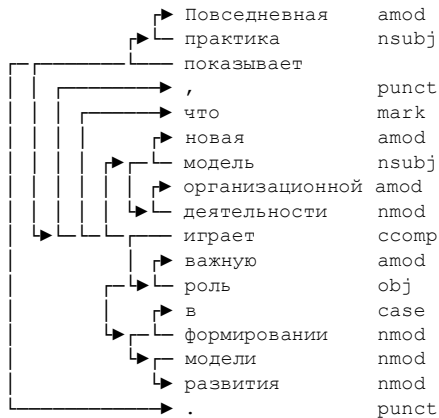 Повседневная amod
практика nsubj
показывает
, punct
что mark
новая amod
модель nsubj
организационной amod
деятельности nmod
играет ccomp
важную amod
роль obj
в case
формировании nmod
модели nmod
развития nmod
. punct